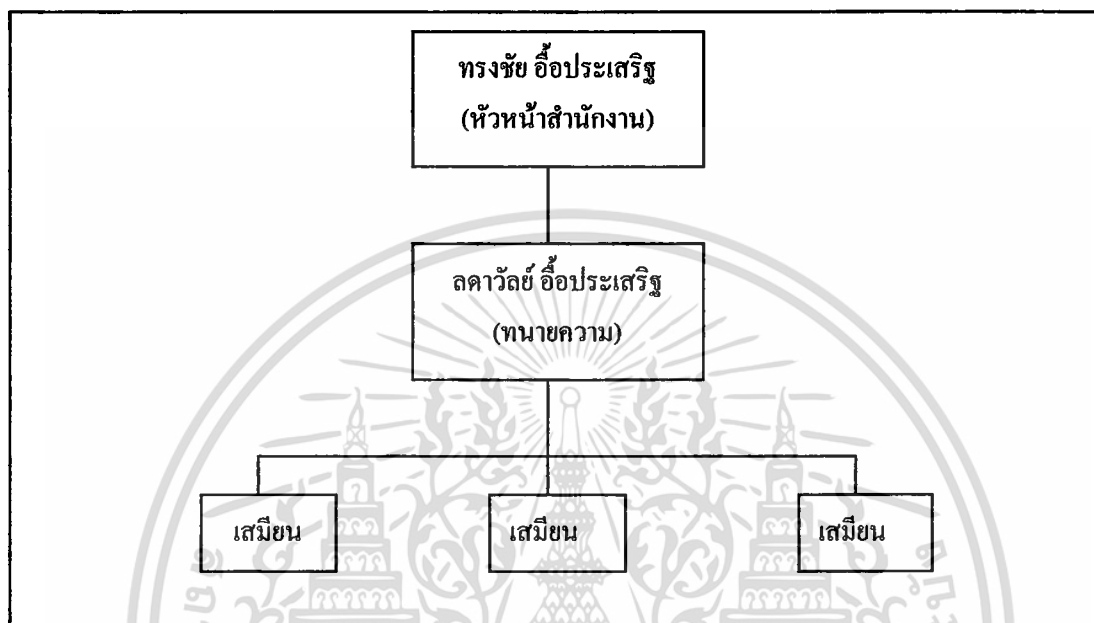 ทรงชัย อื้อประเสริฐ
(หัวหน้าสำนักงาน)
ลดาวัลย์ อื้อประเสริฐ
(ทนายความ)
เสมียน เสมียน เสมียน